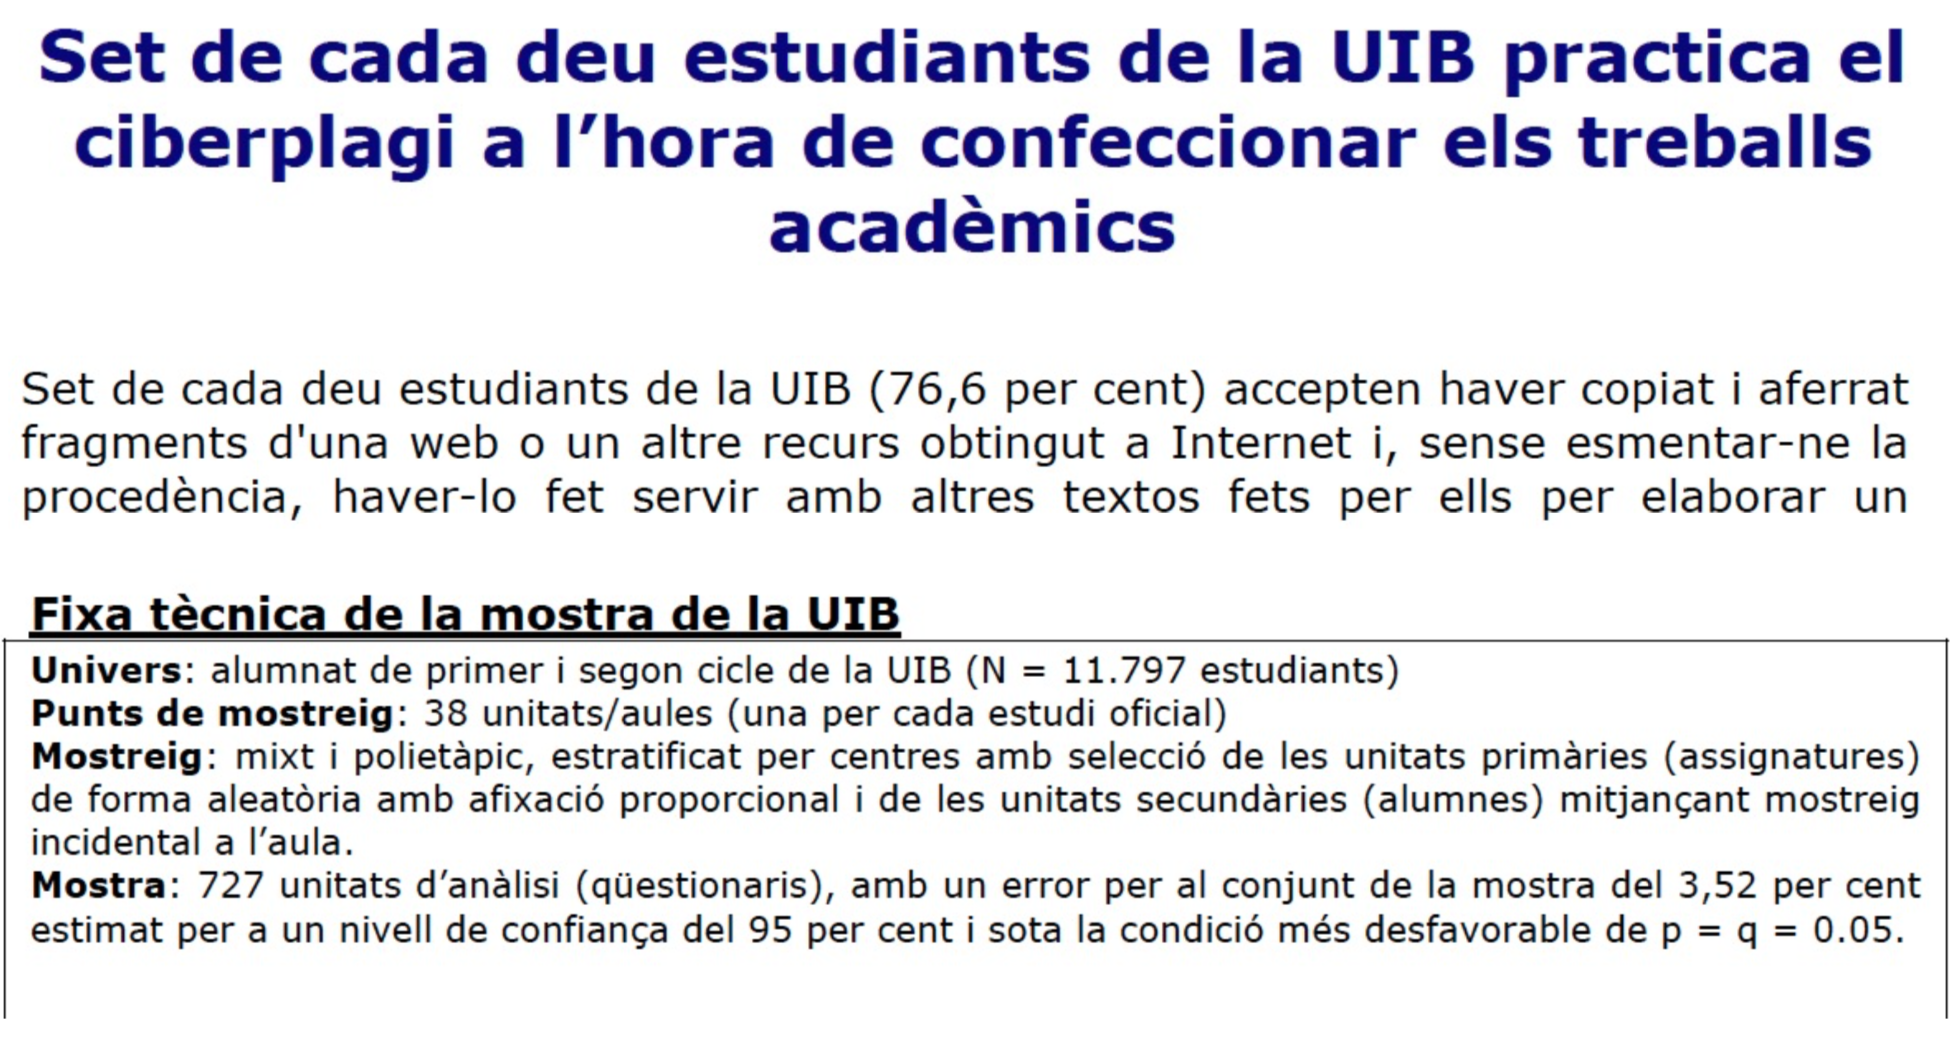 Set de cada deu estudiants de la UIB practica el
ciberplagi a l’hora de confeccionar els treballs
acadèmics
Set de cada deu estudiants de la UIB (76,6 per cent) accepten haver copiat i aferrat
fragments d'una web o un altre recurs obtingut a Internet i, sense esmentar-ne la
procedència, haver-lo fet servir amb altres textos fets per ells per elaborar un
Fixa tècnica de la mostra de la UIB
Univers: alumnat de primer i segon cicle de la UIB (N = 11.797 estudiants)
Punts de mostreig: 38 unitats/aules (una per cada estudi oficial)
Mostreig: mixt i polietàpic, estratificat per centres amb selecció de les unitats primàries (assignatures)
de forma aleatòria amb afixació proporcional i de les unitats secundàries (alumnes) mitjançant mostreig
incidental a l’aula.
Mostra: 727 unitats d’anàlisi (qüestionaris), amb un error per al conjunt de la mostra del 3,52 per cent
estimat per a un nivell de confiança del 95 per cent i sota la condició més desfavorable de p = q = 0.05.